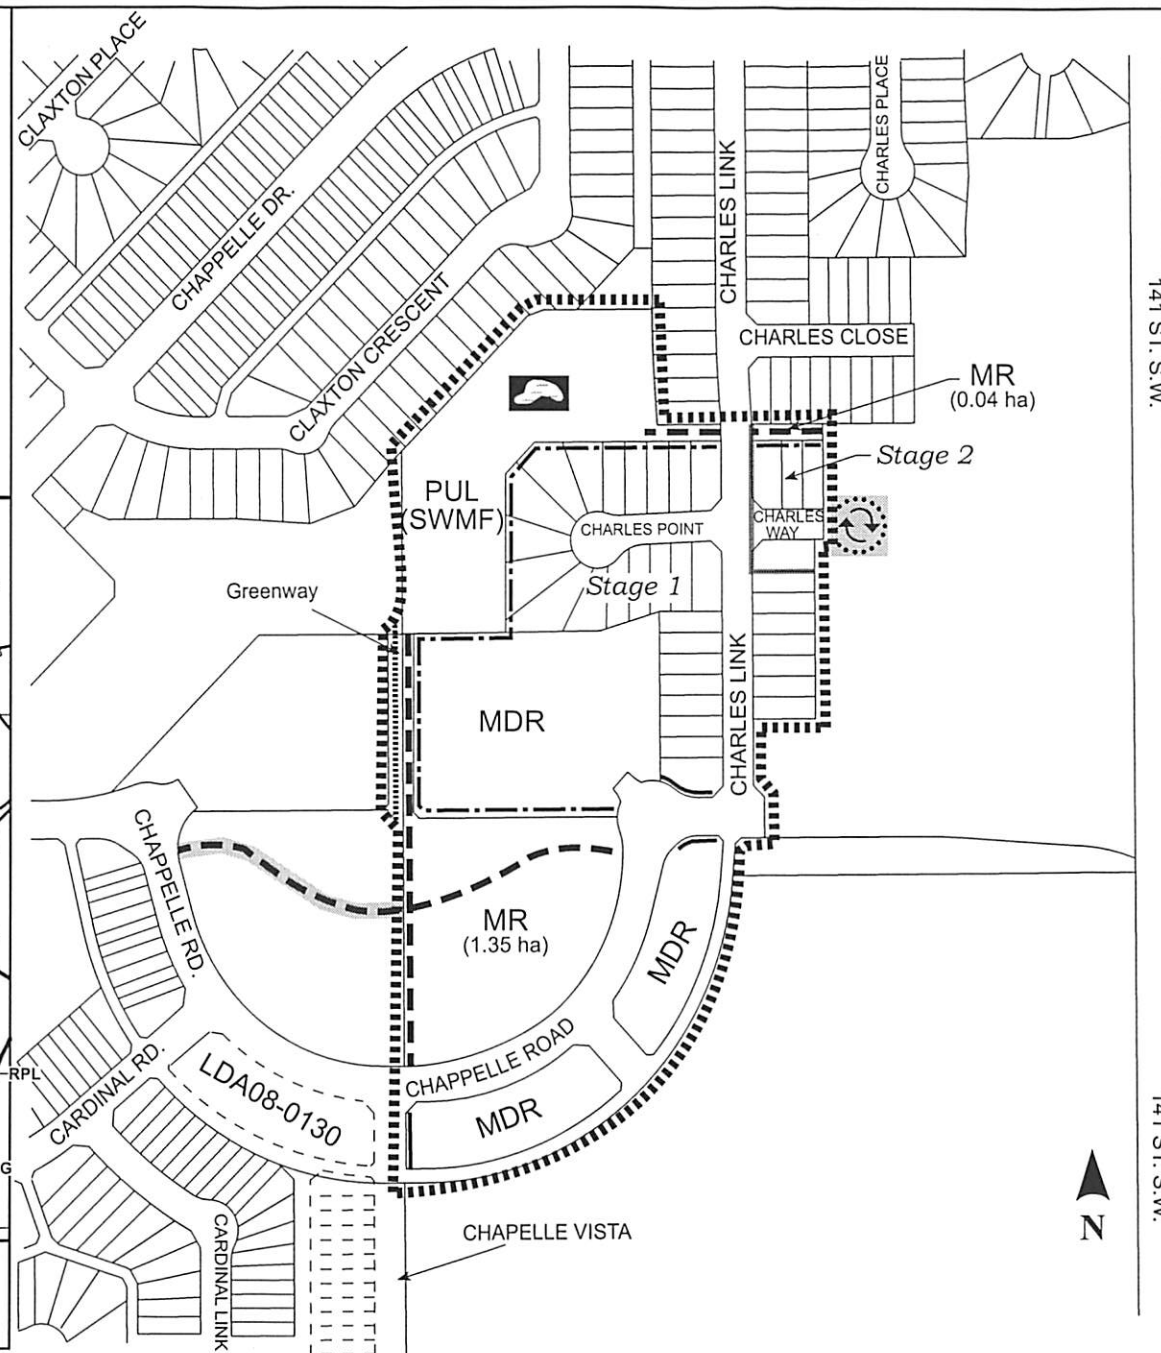 CLAXTON PLACE
CHAPPELLE DR.
CLAXTON CRESCENT
CHARLES LINK
CHARLES PLACE
141 ST. S.W.
CHARLES CLOSE
MR
(0.04 ha)
Stage 2
PUL
(SWMF)
CHARLES POINT
CHARLES
WAY
Stage 1
Greenway
MDR
CHARLES LINK
CHAPPELLE RD.
MR
(1.35 ha)
MDR
CHAPPELLE ROAD
MDR
LDA08-0130
RPL
CARDINAL RD.
G
CARDINAL LINK
CHAPELLE VISTA
141 ST. S.W.
N